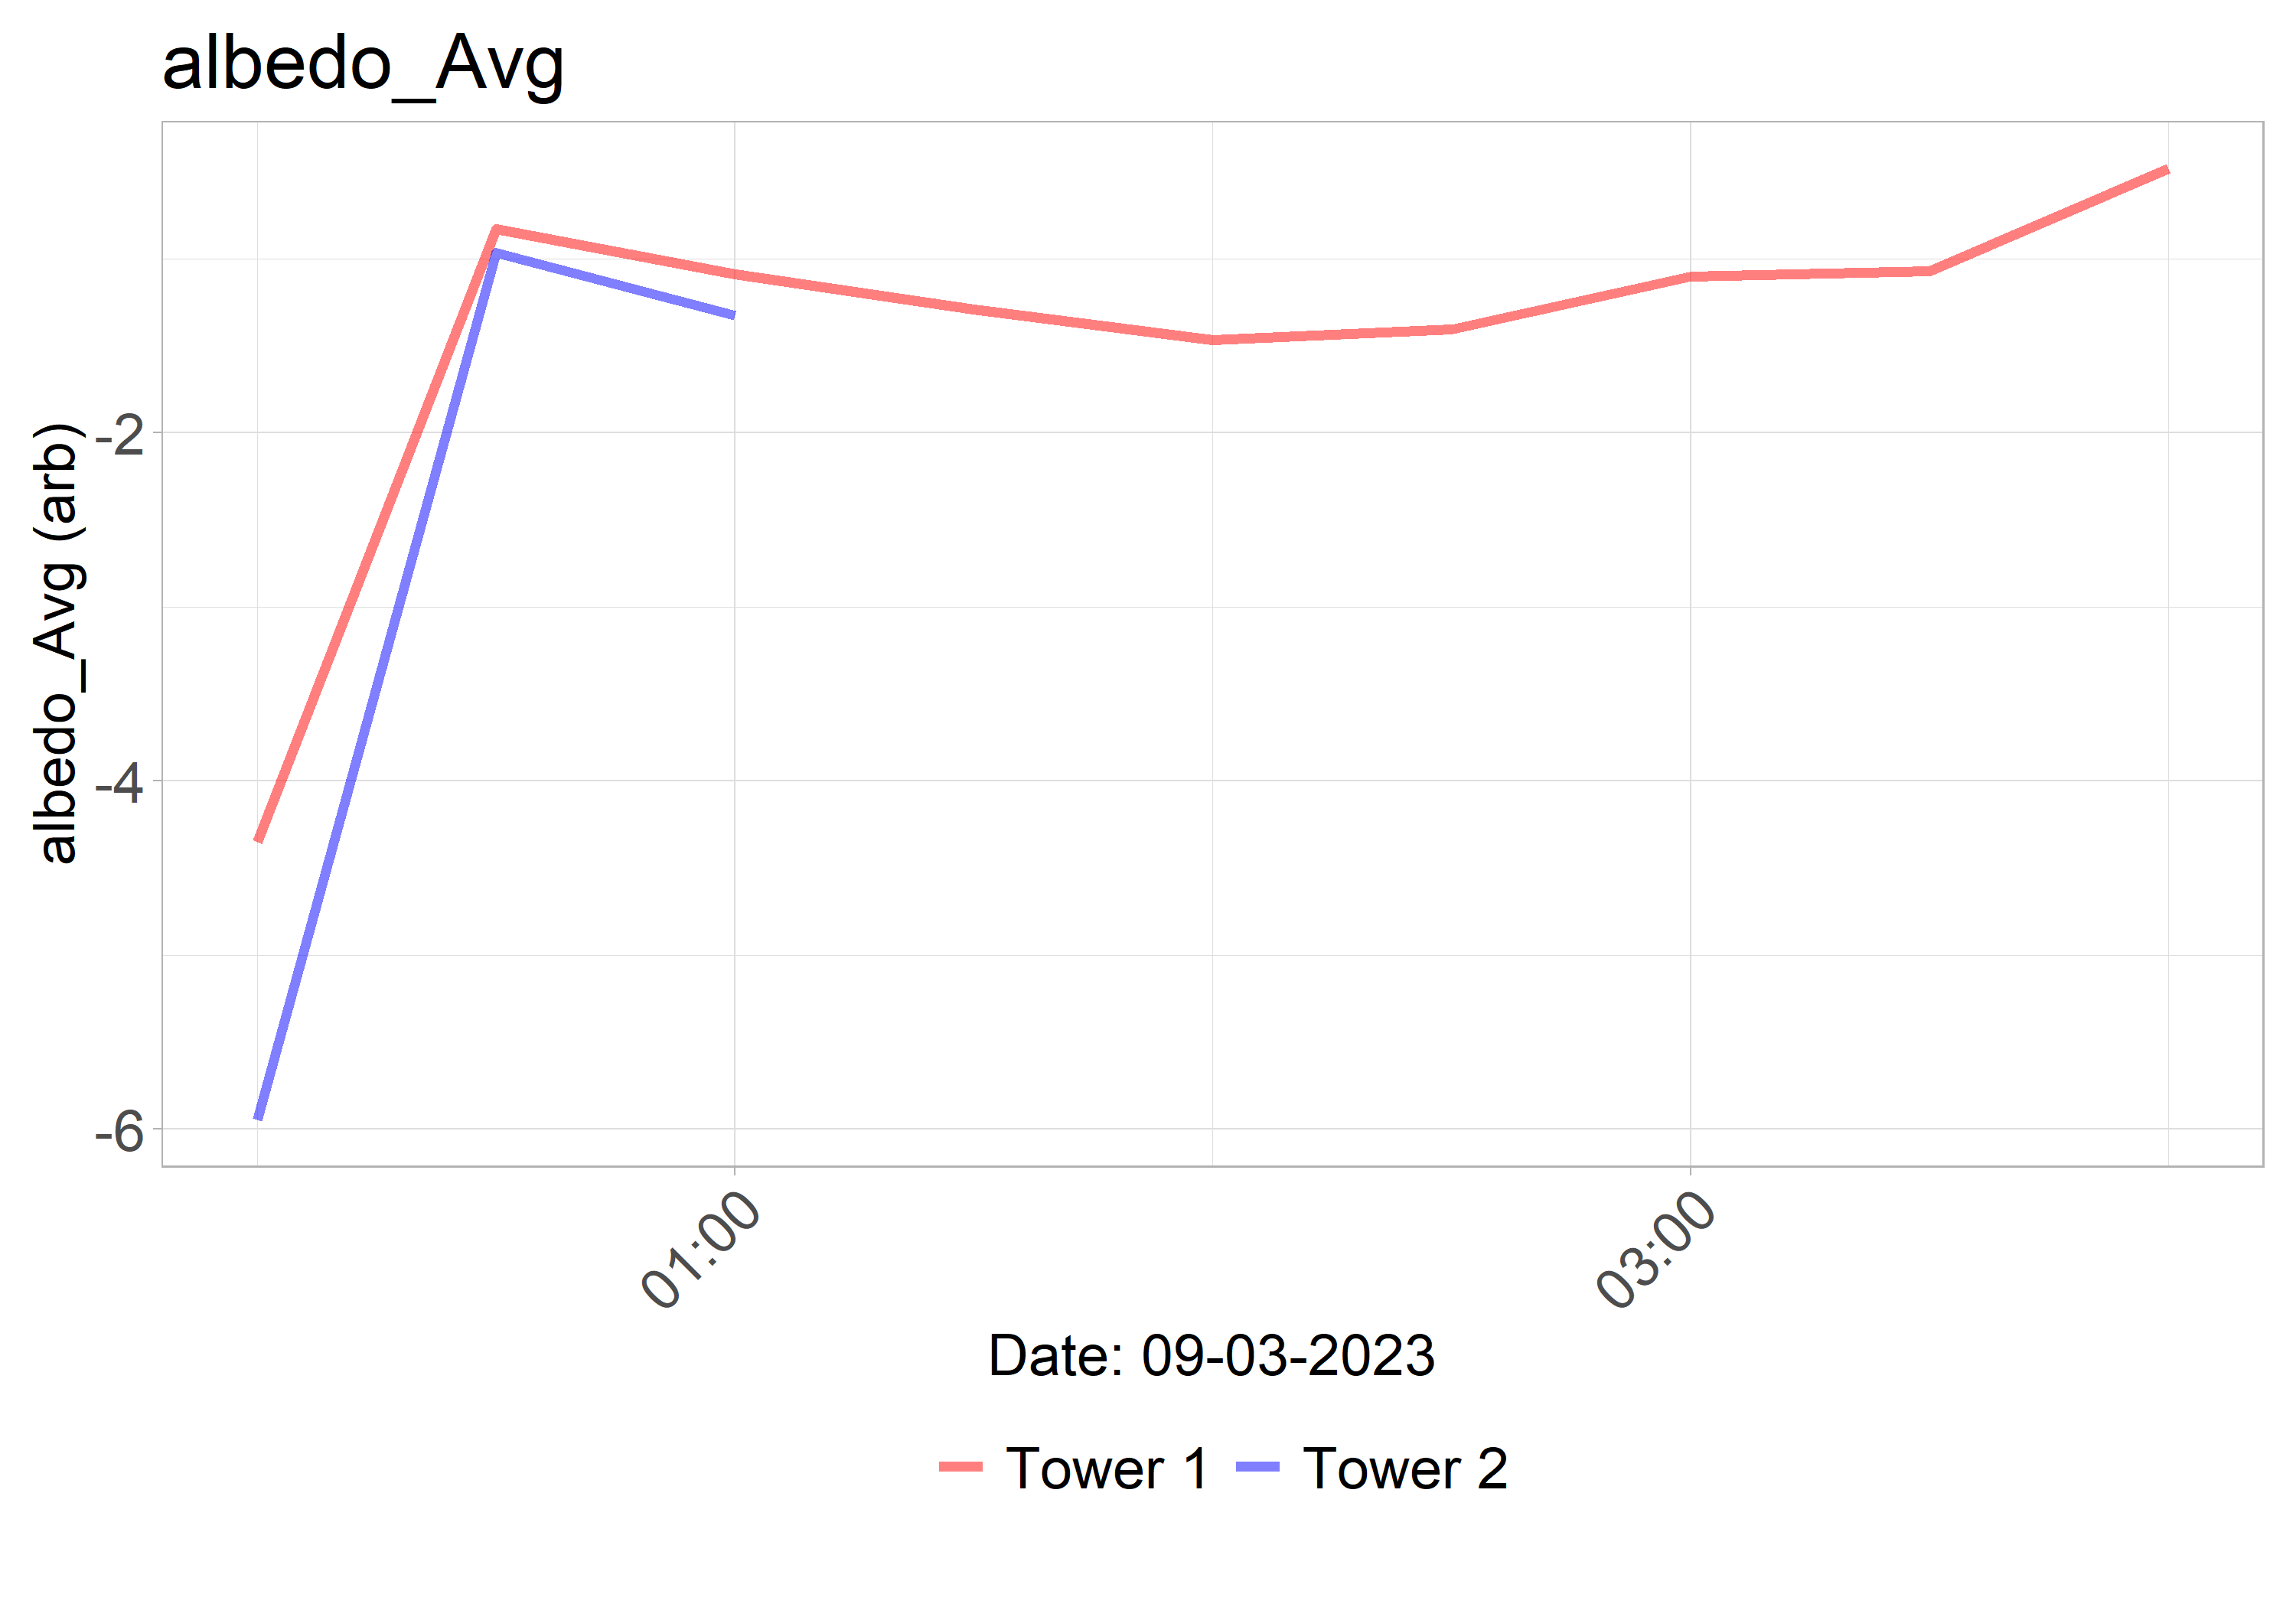 albedo_Avg
albedo_Avg (arb)
-2
-4
-6
01:00
03:00
Date: 09-03-2023
Tower 1
Tower 2